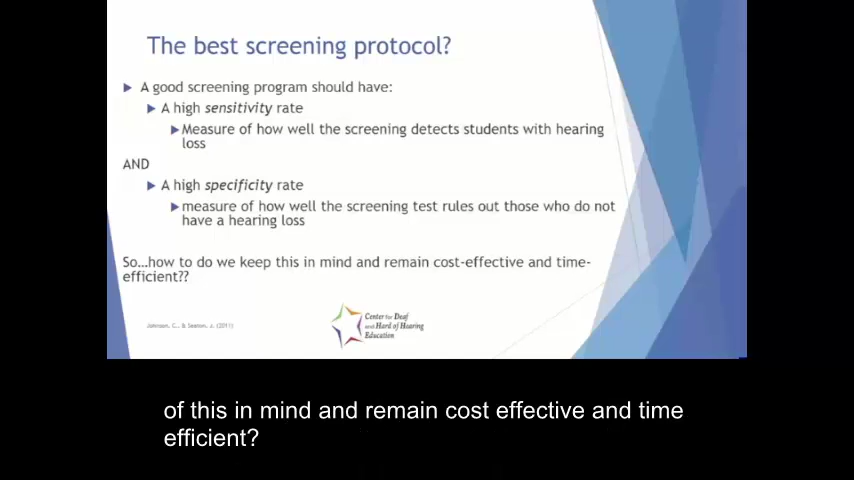 The best screening protocol?
A good screening program should have:
A high sensitivity rate
Measure of how well the screening detects students with hearing
loss
AND
A high specificity rate
measure of how well the screening test rules out those who do not
have a hearing loss
So...how to do we keep this in mind and remain cost-effective and time-
efficient??
Johnson, C., & Seaton, J. (2011)
Center for Deaf
and Hard of Hearing
Education
of this in mind and remain cost effective and time
efficient?